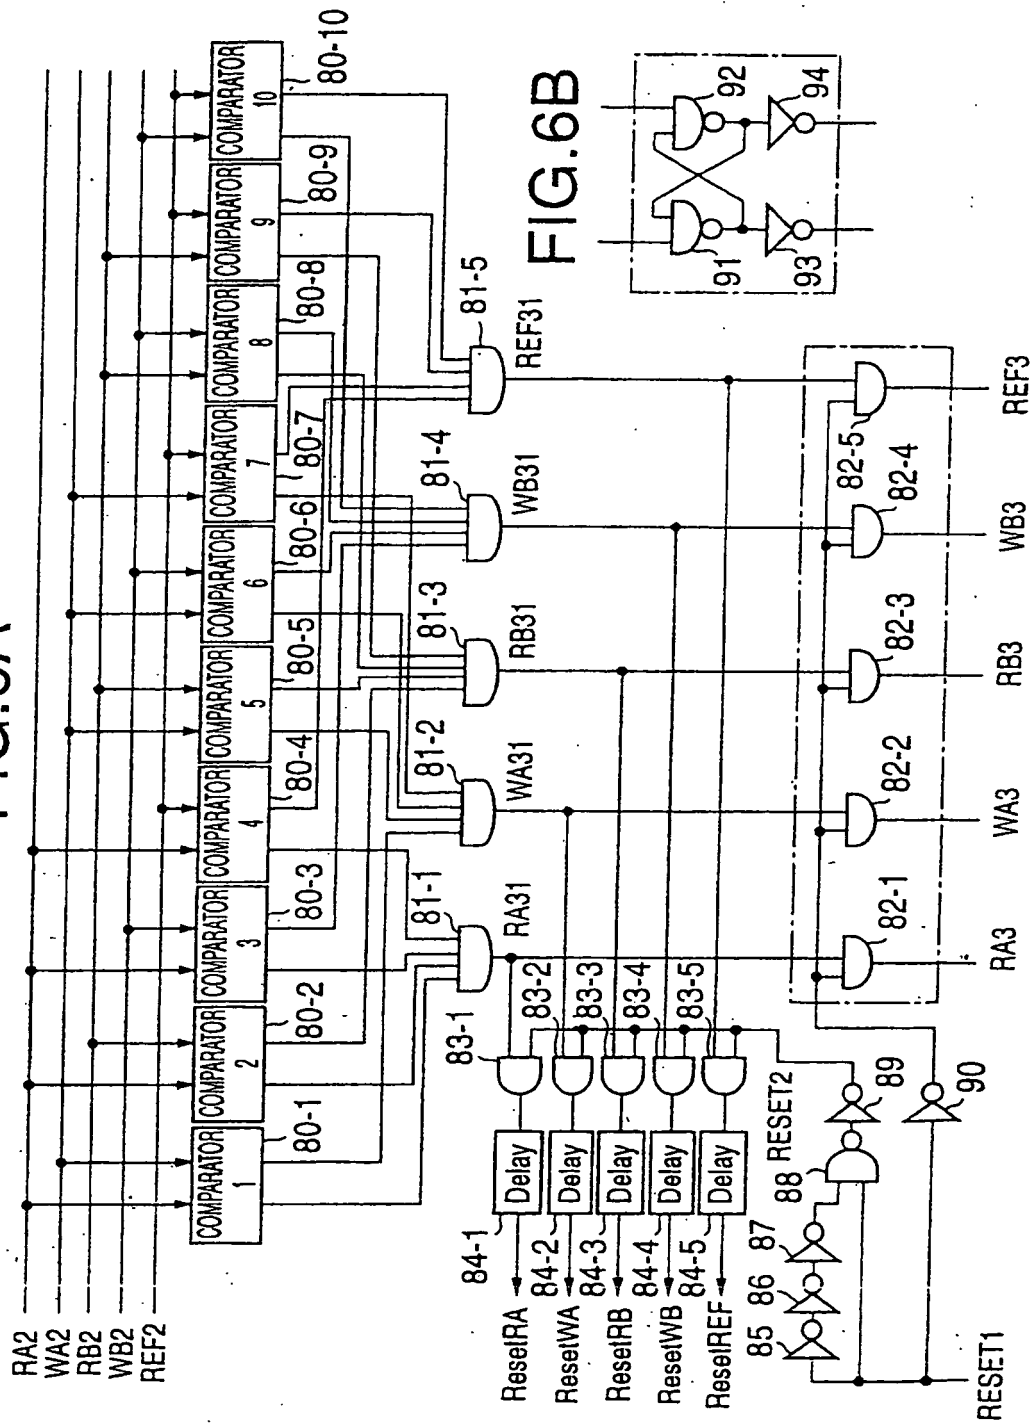 FIG.6A
RA2
WA2
RB2
WB2
REF2
COMPARATOR
1
80-1
COMPARATOR
2
80-2
COMPARATOR
3
80-3
COMPARATOR
4
80-4
COMPARATOR
5
80-5
COMPARATOR
6
80-6
COMPARATOR
7
80-7
COMPARATOR
8
80-8
COMPARATOR
9
80-9
COMPARATOR
10
80-10
81-1
RA31
81-2
WA31
81-3
RB31
81-4
WB31
81-5
REF31
83-1
83-2
83-3
83-4
83-5
84-1
Delay
ResetRA
84-2
Delay
ResetWA
84-3
Delay
ResetRB
84-4
Delay
ResetWB
84-5
Delay
ResetREF
RESET2
85
86
87
88
89
90
RESET1
82-1
82-2
82-3
82-4
82-5
RA3
WA3
RB3
WB3
REF3
FIG.6B
91
92
93
94